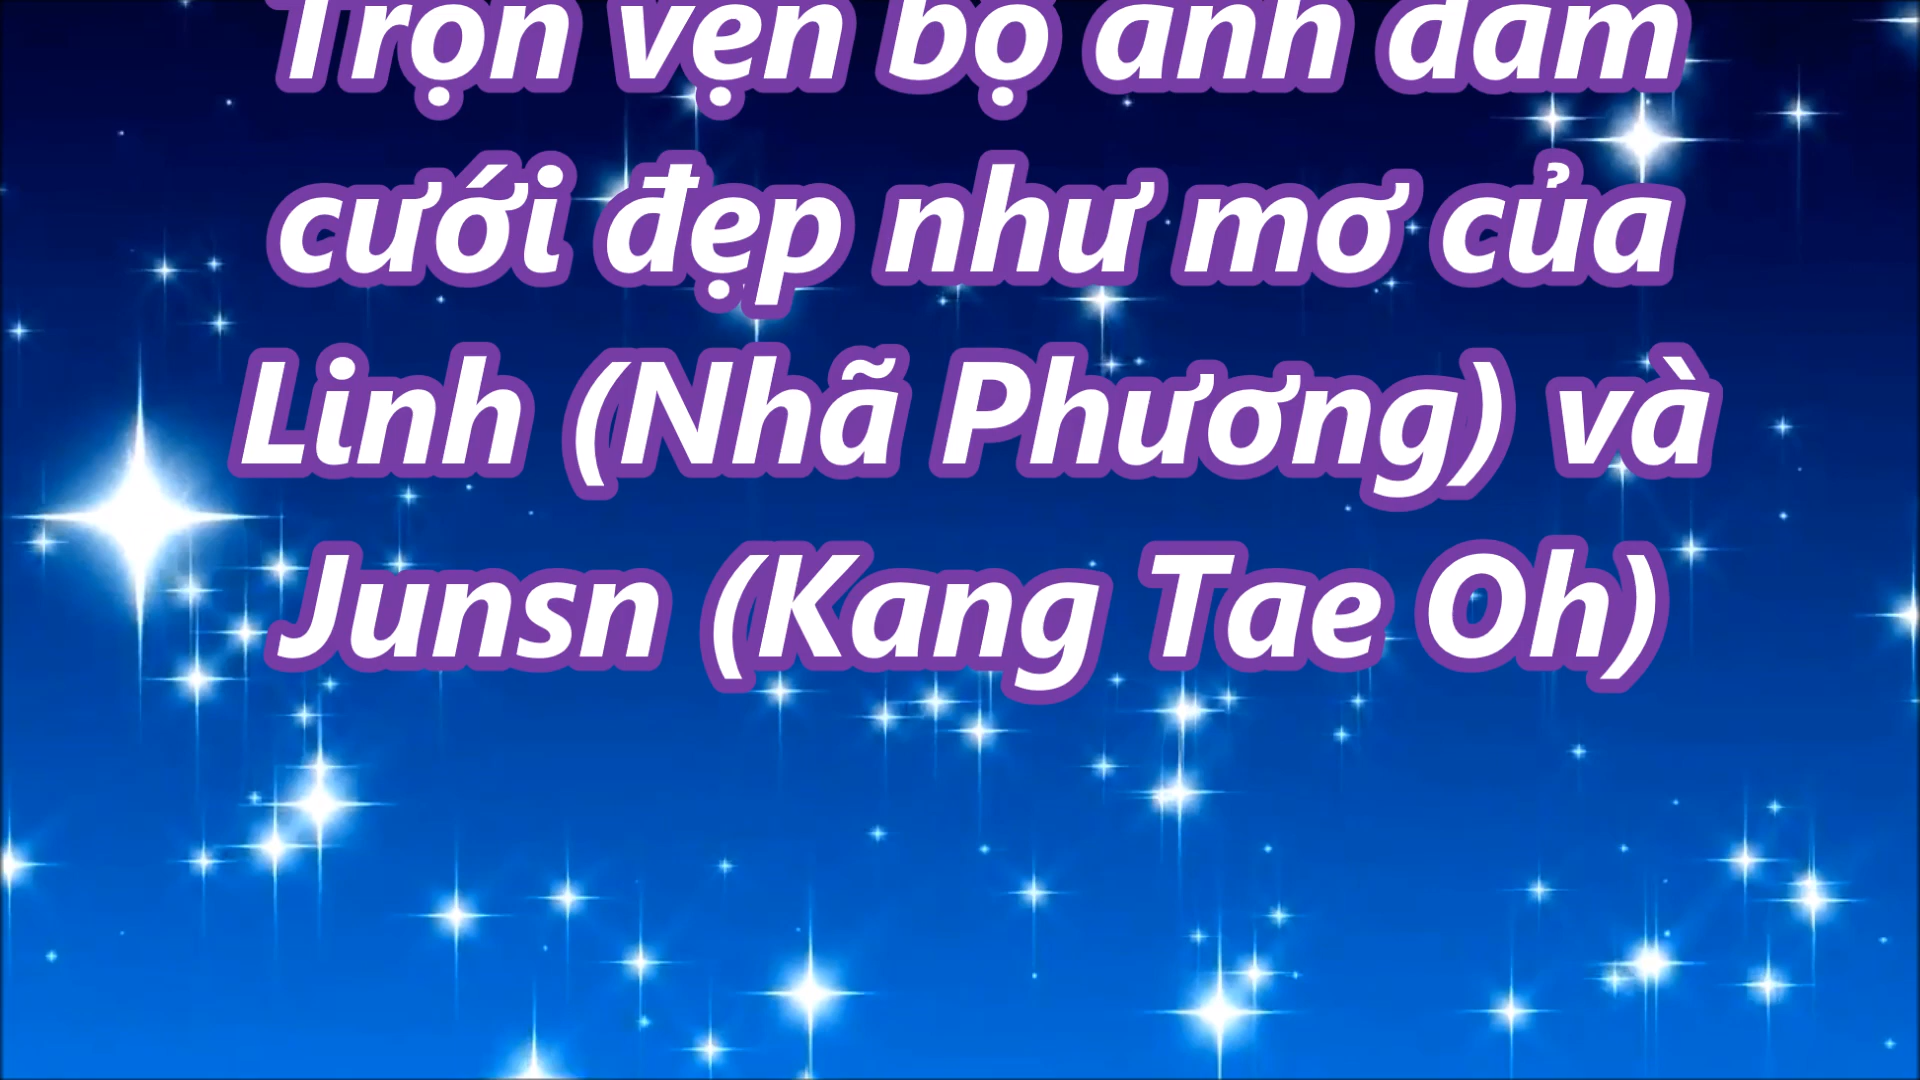 Trọn vẹn bộ ảnh đám
cưới đẹp như mơ của
Linh (Nhã Phương) và
Junsn (Kang Tae Oh)